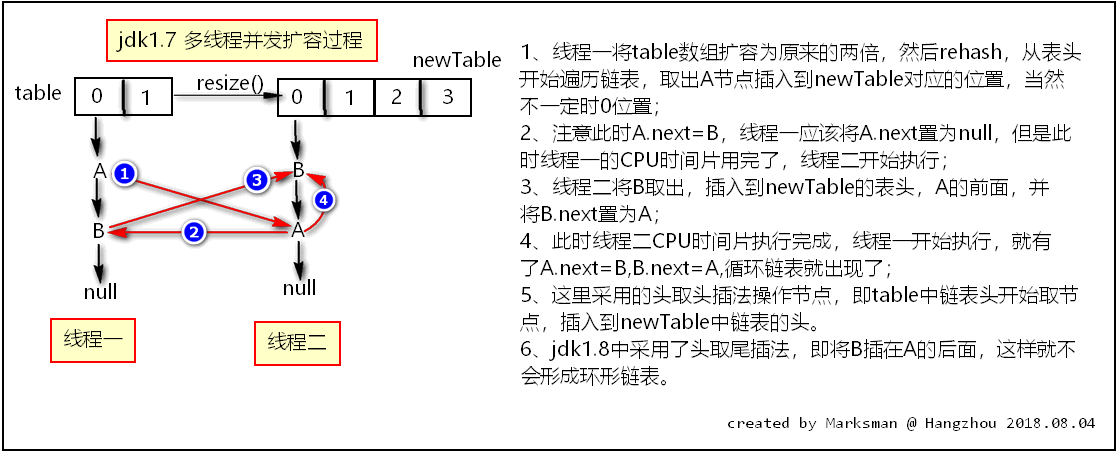 jdk1.7 多线程并发扩容过程
newTable
table
0
1
resize()
0
1
2
3
A
1
3
B
4
B
2
A
null
null
线程一
线程二
1、线程一将table数组扩容为原来的两倍，然后rehash，从表头
开始遍历链表，取出A节点插入到newTable对应的位置，当然
不一定时0位置；
2、注意此时A.next=B，线程一应该将A.next置为null，但是此
时线程一的CPU时间片用完了，线程二开始执行；
3、线程二将B取出，插入到newTable的表头，A的前面，并
将B.next置为A；
4、此时线程二CPU时间片执行完成，线程一开始执行，就有
了A.next=B,B.next=A,循环链表就出现了；
5、这里采用的头取头插法操作节点，即table中链表头开始取节
点，插入到newTable中链表的头。
6、jdk1.8中采用了头取尾插法，即将B插在A的后面，这样就不
会形成环形链表。
created by Marksman @ Hangzhou 2018.08.04